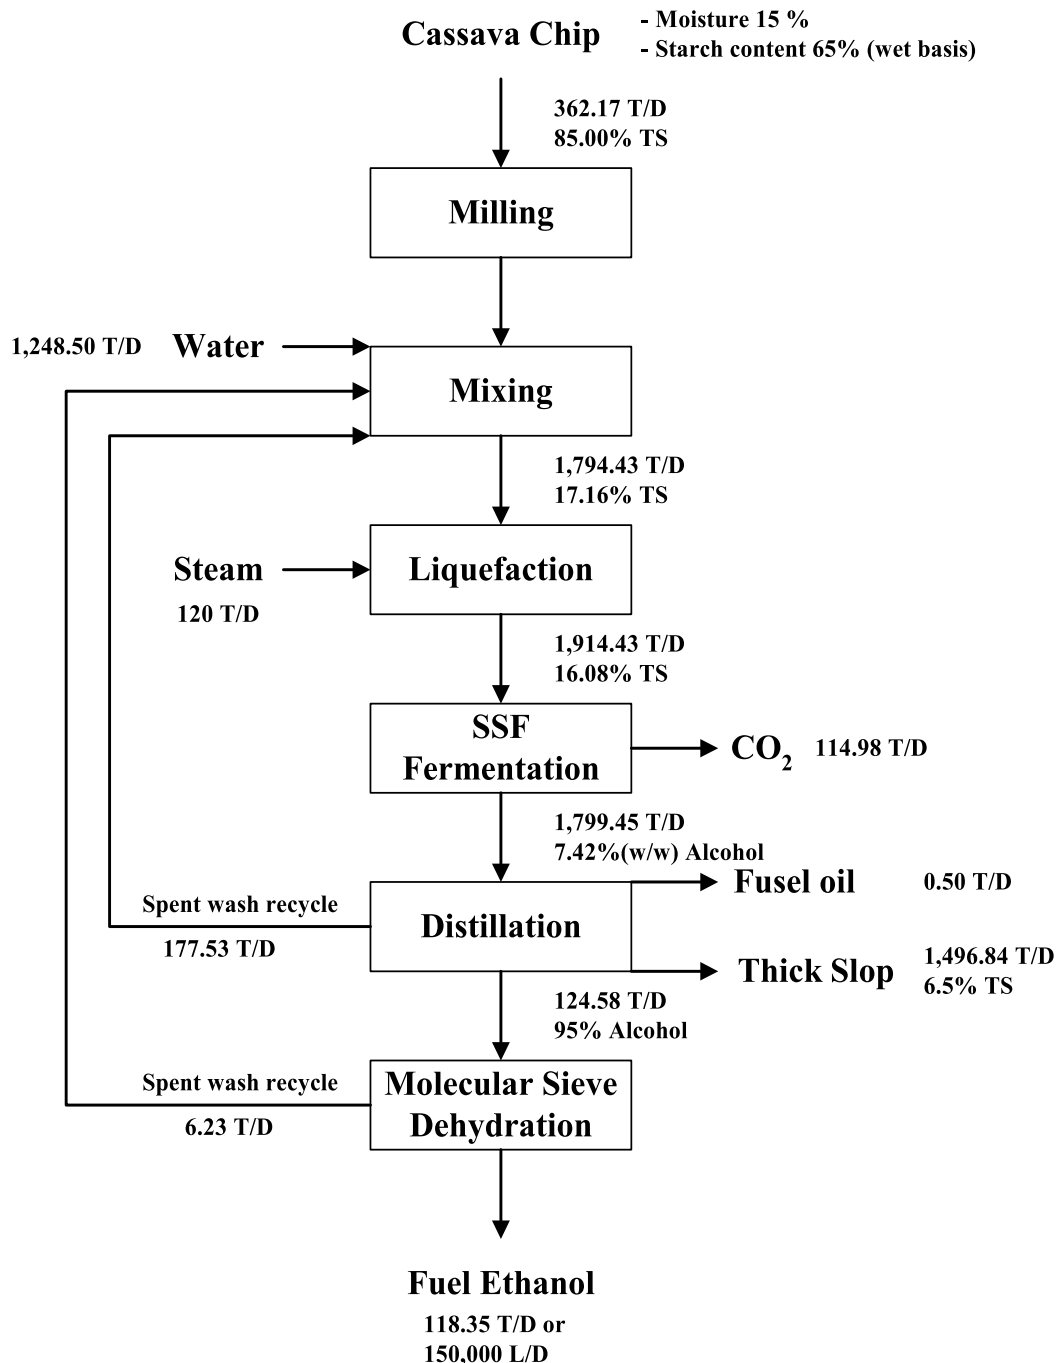 Cassava Chip
- Moisture 15 %
- Starch content 65% (wet basis)
362.17 T/D
85.00% TS
Milling
1,248.50 T/D
Water
Mixing
1,794.43 T/D
17.16% TS
Steam
120 T/D
Liquefaction
1,914.43 T/D
16.08% TS
SSF
Fermentation
CO2
114.98 T/D
1,799.45 T/D
7.42%(w/w) Alcohol
Fusel oil
0.50 T/D
Spent wash recycle
177.53 T/D
Distillation
Thick Slop
1,496.84 T/D
6.5% TS
124.58 T/D
95% Alcohol
Spent wash recycle
6.23 T/D
Molecular Sieve
Dehydration
Fuel Ethanol
118.35 T/D or
150,000 L/D